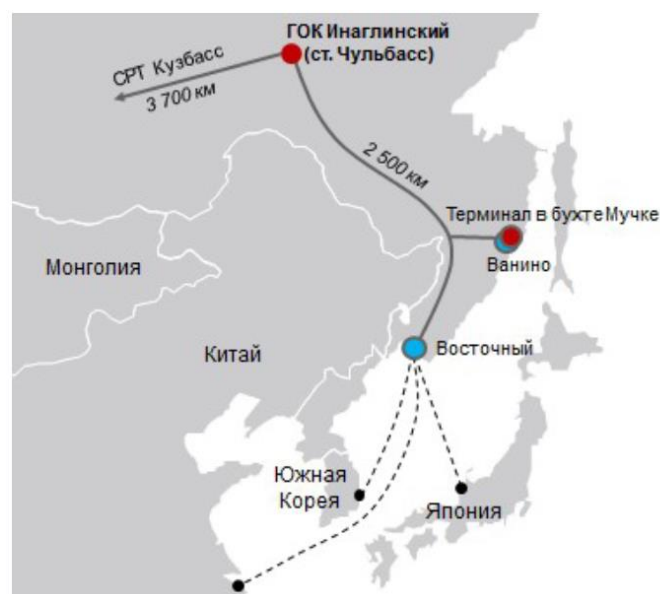 ГОК Инаглинский
(ст. Чульбасс)
СРТ Кузбасс
3 700 км
2 500 км
Терминал в бухте Мучке
Ванино
Монголия
Китай
Восточный
Южная
Корея
Япония